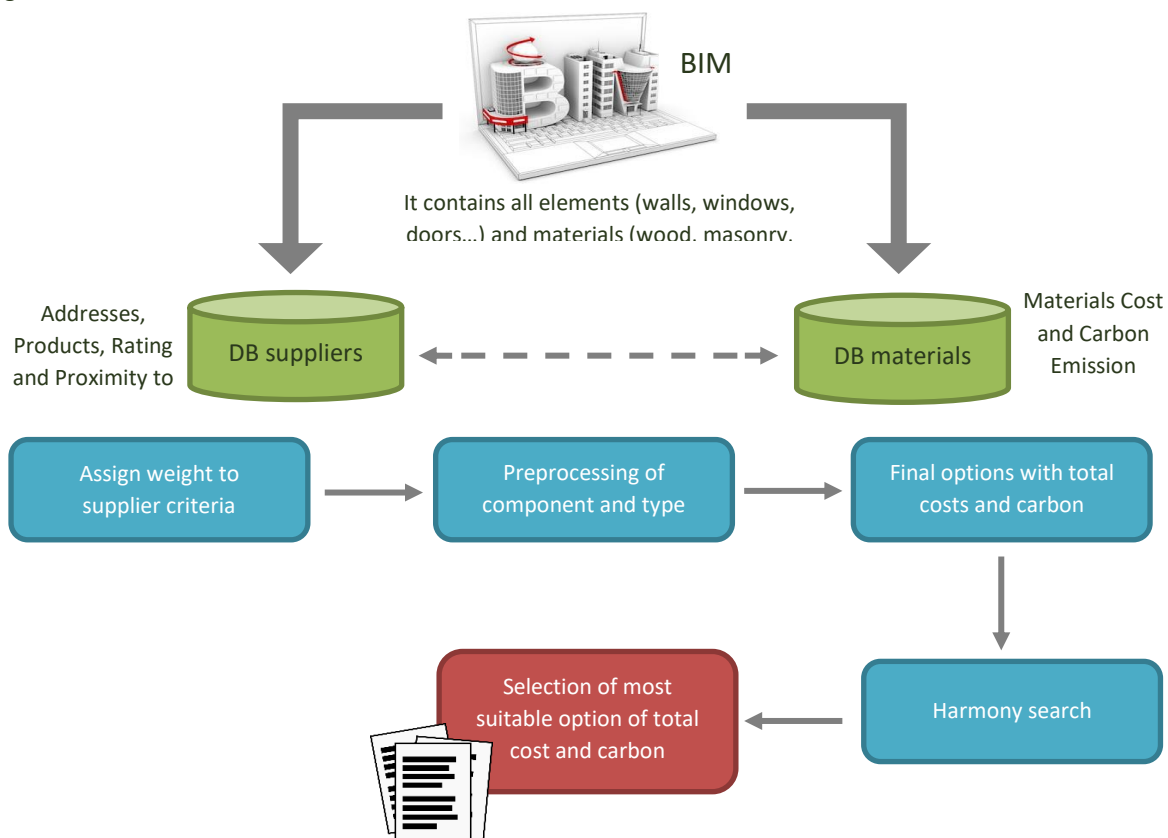 BIM
It contains all elements (walls, windows,
doors...) and materials (wood, masonry,
Addresses,
Products, Rating
and Proximity to
DB suppliers
DB materials
Materials Cost
and Carbon
Emission
Assign weight to
supplier criteria
Preprocessing of
component and type
Final options with total
costs and carbon
Selection of most
suitable option of total
cost and carbon
Harmony search